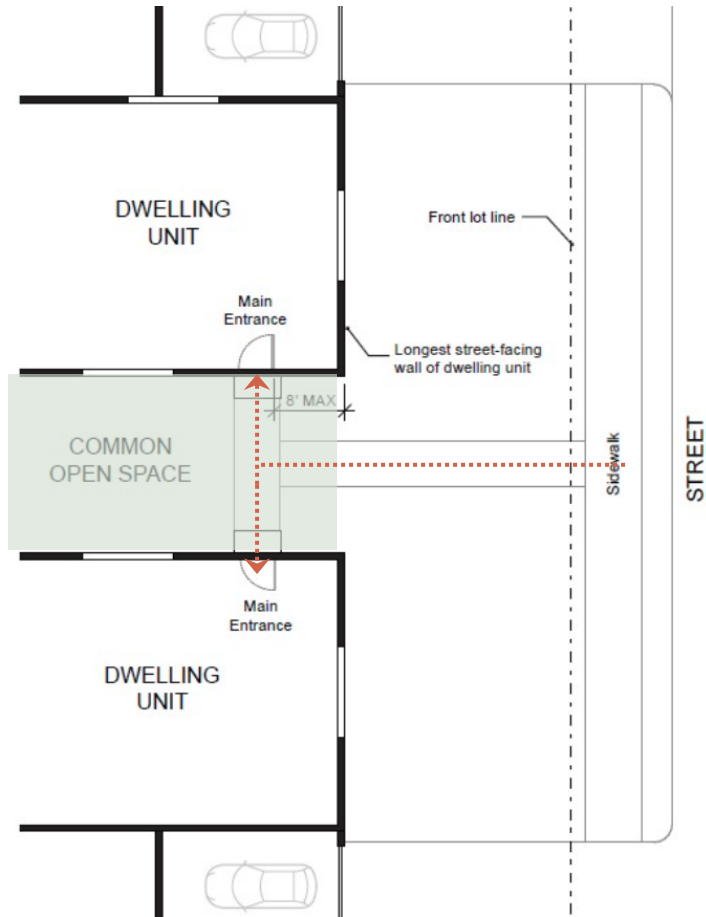 DWELLING
UNIT
Front lot line
Main
Entrance
Longest street-facing
wall of dwelling unit
8' MAX
COMMON
OPEN SPACE
Sidewalk
STREET
Main
Entrance
DWELLING
UNIT